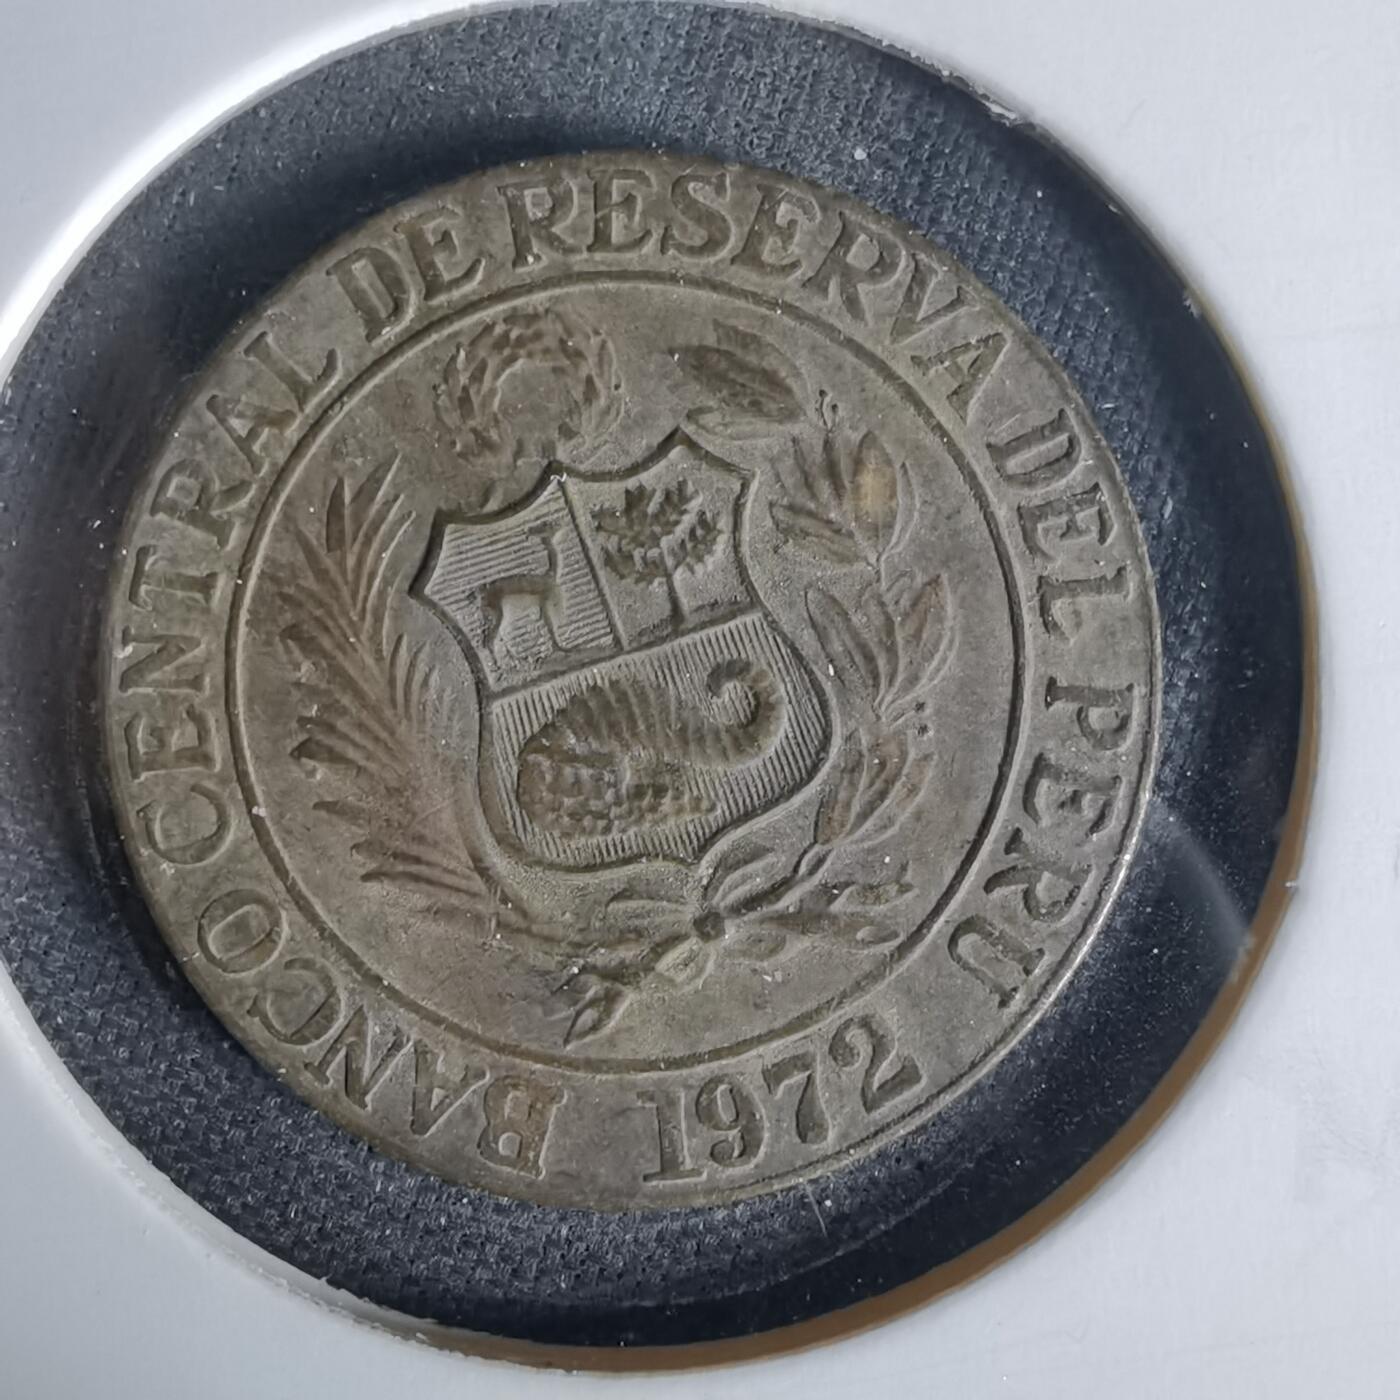 BANCO CENTRAL DE RESERVA DEL PERU
1972